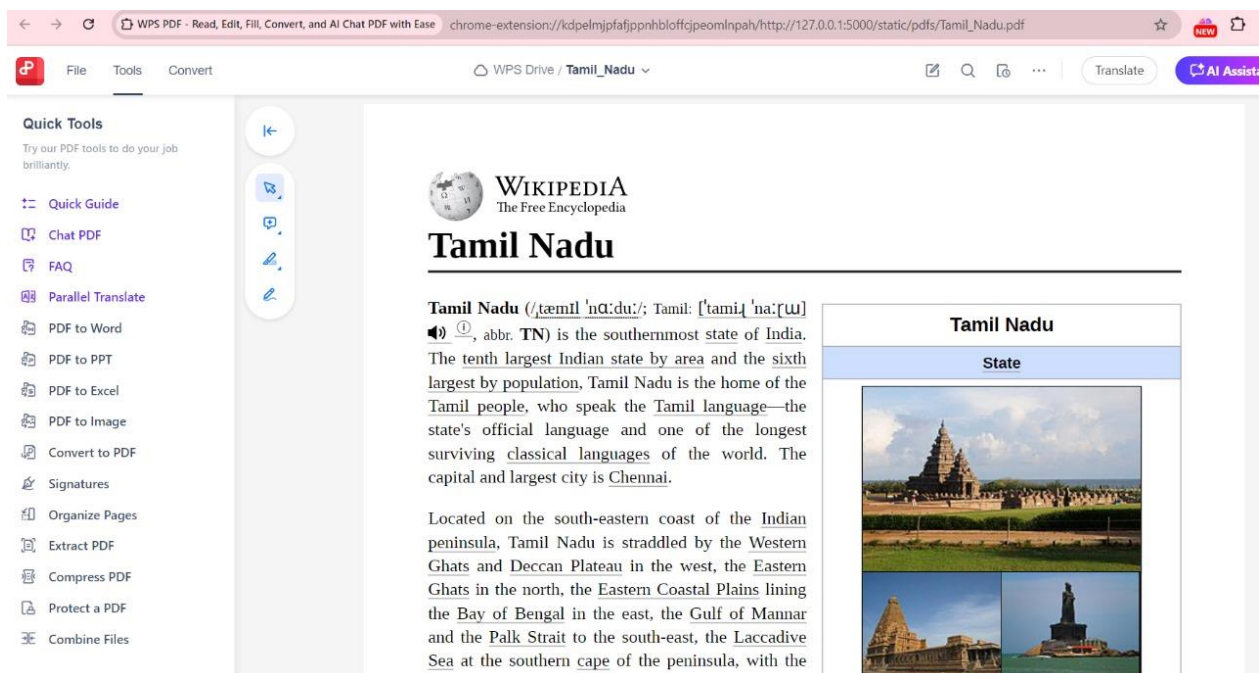 WPS PDF - Read, Edit, Fill, Convert, and AI Chat PDF with Ease
chrome-extension://kdpelmjpfafjppnhbloffcjpeomlnpah/http://127.0.0.1:5000/static/pdfs/Tamil_Nadu.pdf
NEW
File Tools Convert
WPS Drive / Tamil_Nadu
Translate
AI Assista
Quick Tools
Try our PDF tools to do your job
brilliantly.
Quick Guide
Chat PDF
FAQ
Parallel Translate
PDF to Word
PDF to PPT
PDF to Excel
PDF to Image
Convert to PDF
Signatures
Organize Pages
Extract PDF
Compress PDF
Protect a PDF
Combine Files
WIKIPEDIA
The Free Encyclopedia
Tamil Nadu
Tamil Nadu (/ˌtæmɪl ˈnɑːduː/; Tamil: [ˈtamiɻ ˈnaːɽɯ]
, abbr. TN) is the southernmost state of India.
The tenth largest Indian state by area and the sixth
largest by population, Tamil Nadu is the home of the
Tamil people, who speak the Tamil language—the
state's official language and one of the longest
surviving classical languages of the world. The
capital and largest city is Chennai.
Located on the south-eastern coast of the Indian
peninsula, Tamil Nadu is straddled by the Western
Ghats and Deccan Plateau in the west, the Eastern
Ghats in the north, the Eastern Coastal Plains lining
the Bay of Bengal in the east, the Gulf of Mannar
and the Palk Strait to the south-east, the Laccadive
Sea at the southern cape of the peninsula, with the
Tamil Nadu
State